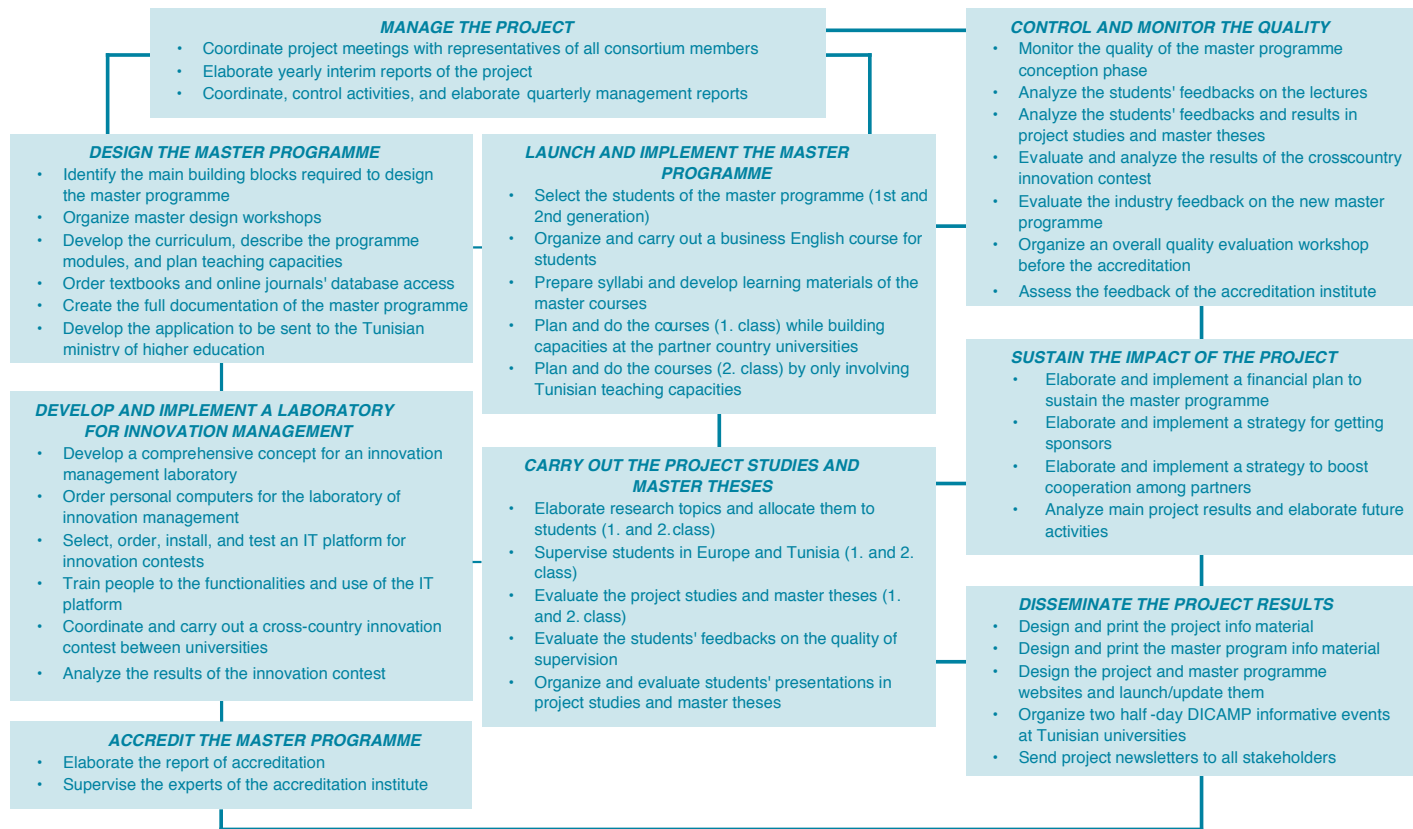 MANAGE THE PROJECT
• Coordinate project meetings with representatives of all consortium members
• Elaborate yearly interim reports of the project
• Coordinate, control activities, and elaborate quarterly management reports
DESIGN THE MASTER PROGRAMME
• Identify the main building blocks required to design
the master programme
• Organize master design workshops
• Develop the curriculum, describe the programme
modules, and plan teaching capacities
• Order textbooks and online journals' database access
• Create the full documentation of the master programme
• Develop the application to be sent to the Tunisian
ministry of higher education
DEVELOP AND IMPLEMENT A LABORATORY
FOR INNOVATION MANAGEMENT
• Develop a comprehensive concept for an innovation
management laboratory
• Order personal computers for the laboratory of
innovation management
• Select, order, install, and test an IT platform for
innovation contests
• Train people to the functionalities and use of the IT
platform
• Coordinate and carry out a cross-country innovation
contest between universities
• Analyze the results of the innovation contest
ACCREDIT THE MASTER PROGRAMME
• Elaborate the report of accreditation
• Supervise the experts of the accreditation institute
LAUNCH AND IMPLEMENT THE MASTER
PROGRAMME
• Select the students of the master programme (1st and
2nd generation)
• Organize and carry out a business English course for
students
• Prepare syllabi and develop learning materials of the
master courses
• Plan and do the courses (1. class) while building
capacities at the partner country universities
• Plan and do the courses (2. class) by only involving
Tunisian teaching capacities
CARRY OUT THE PROJECT STUDIES AND
MASTER THESES
• Elaborate research topics and allocate them to
students (1. and 2.class)
• Supervise students in Europe and Tunisia (1. and 2.
class)
• Evaluate the project studies and master theses (1.
and 2. class)
• Evaluate the students' feedbacks on the quality of
supervision
• Organize and evaluate students' presentations in
project studies and master theses
CONTROL AND MONITOR THE QUALITY
• Monitor the quality of the master programme
conception phase
• Analyze the students' feedbacks on the lectures
• Analyze the students' feedbacks and results in
project studies and master theses
• Evaluate and analyze the results of the crosscountry
innovation contest
• Evaluate the industry feedback on the new master
programme
• Organize an overall quality evaluation workshop
before the accreditation
• Assess the feedback of the accreditation institute
SUSTAIN THE IMPACT OF THE PROJECT
• Elaborate and implement a financial plan to
sustain the master programme
• Elaborate and implement a strategy for getting
sponsors
• Elaborate and implement a strategy to boost
cooperation among partners
• Analyze main project results and elaborate future
activities
DISSEMINATE THE PROJECT RESULTS
• Design and print the project info material
• Design and print the master program info material
• Design the project and master programme
websites and launch/update them
• Organize two half -day DICAMP informative events
at Tunisian universities
• Send project newsletters to all stakeholders